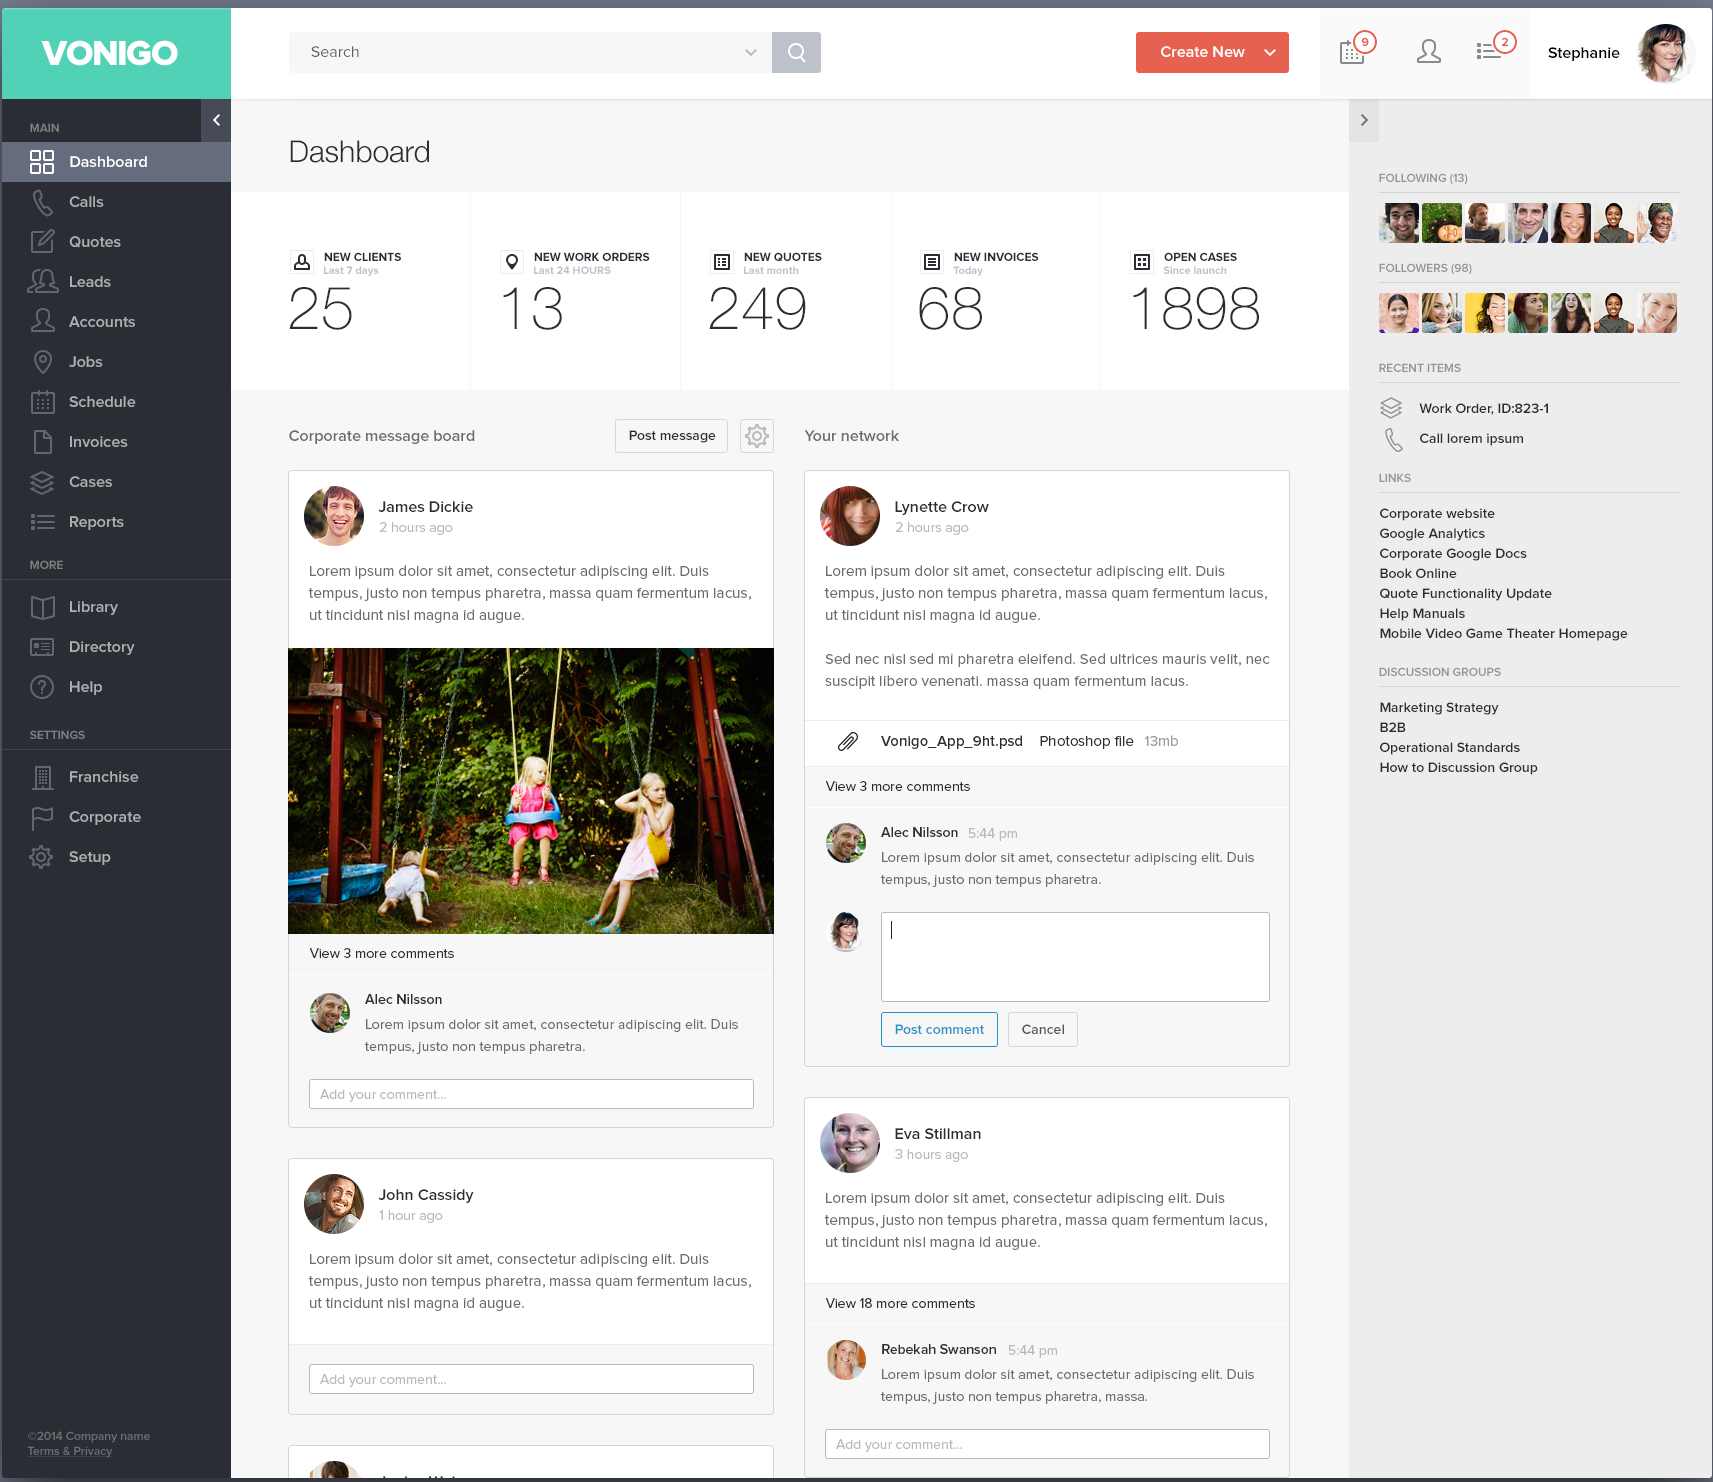 VONIGO
Search
Create New
9
2
Stephanie
MAIN
Dashboard
Calls
Quotes
Leads
Accounts
Jobs
Schedule
Invoices
Cases
Reports
MORE
Library
Directory
Help
SETTINGS
Franchise
Corporate
Setup
©2014 Company name
Terms & Privacy
Dashboard
NEW CLIENTS
Last 7 days
25
NEW WORK ORDERS
Last 24 HOURS
13
NEW QUOTES
Last month
249
NEW INVOICES
Today
68
OPEN CASES
Since launch
1898
Corporate message board
Post message
James Dickie
2 hours ago
Lorem ipsum dolor sit amet, consectetur adipiscing elit. Duis
tempus, justo non tempus pharetra, massa quam fermentum lacus,
ut tincidunt nisl magna id augue.
View 3 more comments
Alec Nilsson
Lorem ipsum dolor sit amet, consectetur adipiscing elit. Duis
tempus, justo non tempus pharetra.
Add your comment...
John Cassidy
1 hour ago
Lorem ipsum dolor sit amet, consectetur adipiscing elit. Duis
tempus, justo non tempus pharetra, massa quam fermentum lacus,
ut tincidunt nisl magna id augue.
Add your comment...
Your network
Lynette Crow
2 hours ago
Lorem ipsum dolor sit amet, consectetur adipiscing elit. Duis
tempus, justo non tempus pharetra, massa quam fermentum lacus,
ut tincidunt nisl magna id augue.
Sed nec nisl sed mi pharetra eleifend. Sed ultrices mauris velit, nec
suscipit libero venenati. massa quam fermentum lacus.
Vonigo_App_9ht.psd Photoshop file 13mb
View 3 more comments
Alec Nilsson 5:44 pm
Lorem ipsum dolor sit amet, consectetur adipiscing elit. Duis
tempus, justo non tempus pharetra.
Post comment
Cancel
Eva Stillman
3 hours ago
Lorem ipsum dolor sit amet, consectetur adipiscing elit. Duis
tempus, justo non tempus pharetra, massa quam fermentum lacus,
ut tincidunt nisl magna id augue.
View 18 more comments
Rebekah Swanson 5:44 pm
Lorem ipsum dolor sit amet, consectetur adipiscing elit. Duis
tempus, justo non tempus pharetra, massa.
Add your comment...
FOLLOWING (13)
FOLLOWERS (98)
RECENT ITEMS
Work Order, ID:823-1
Call lorem ipsum
LINKS
Corporate website
Google Analytics
Corporate Google Docs
Book Online
Quote Functionality Update
Help Manuals
Mobile Video Game Theater Homepage
DISCUSSION GROUPS
Marketing Strategy
B2B
Operational Standards
How to Discussion Group